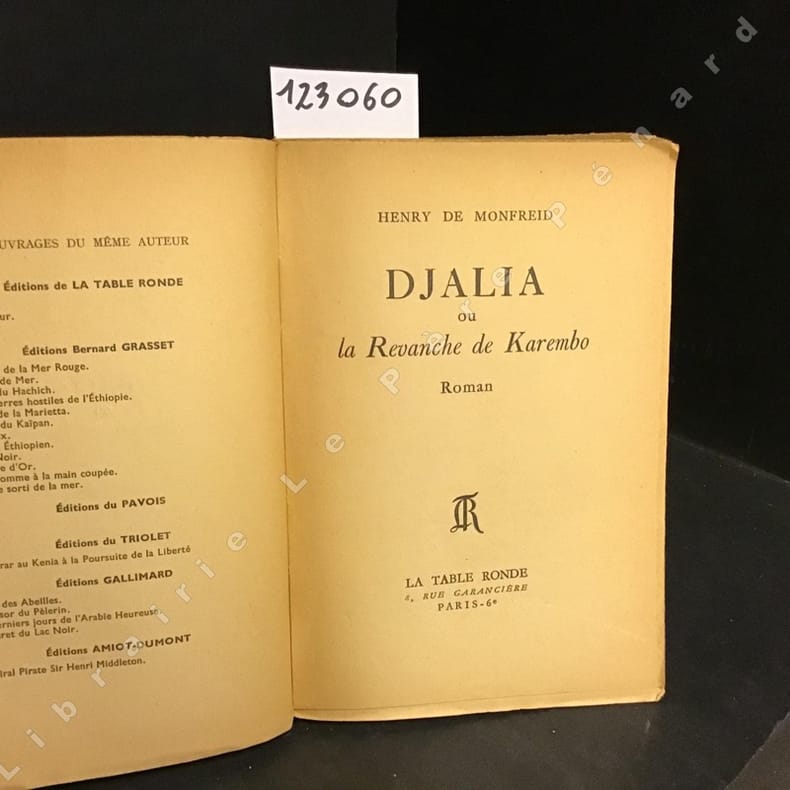 123060
UVRAGES DU MÊME AUTEUR
Éditions de LA TABLE RONDE
ur.
Éditions Bernard GRASSET
de la Mer Rouge.
de Mer.
du Hachich.
erres hostiles de l'Éthiopie.
de la Marietta.
du Kaïpan.
x.
Éthiopien.
Noir.
e d'Or.
omme à la main coupée.
e sorti de la mer.
Éditions du PAVOIS
Éditions du TRIOLET
rar au Kenia à la Poursuite de la Liberté
Éditions GALLIMARD
des Abeilles.
sor du Pèlerin.
erniers jours de l'Arabie Heureuse.
ret du Lac Noir.
Éditions AMIOT-DUMONT
iral Pirate Sir Henri Middleton.
HENRY DE MONFREID
DJALIA
ou
la Revanche de Karembo
Roman
TR
LA TABLE RONDE
8, RUE GARANCIÈRE
PARIS-6e
Librairie Le Père Pénard